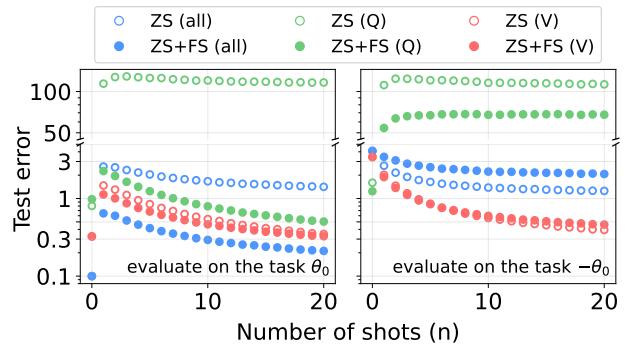 ZS (all) ZS (Q) ZS (V)
ZS+FS (all) ZS+FS (Q) ZS+FS (V)
Test error
100
50
3
1
0.3
0.1
evaluate on the task θ₀
evaluate on the task −θ₀
0 10 20 0 10 20
Number of shots (n)